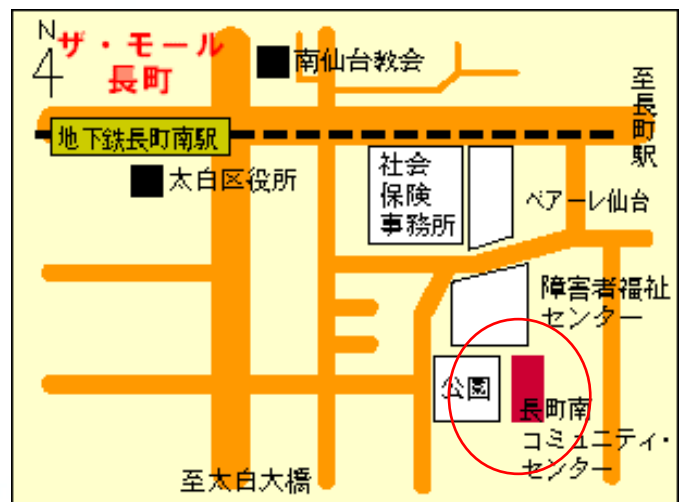 N
ザ・モール
長町
南仙台教会
至長町駅
地下鉄長町南駅
太白区役所
社会
保険
事務所
ペアーレ仙台
障害者福祉
センター
公園
長町南
コミュニティ・
センター
至太白大橋